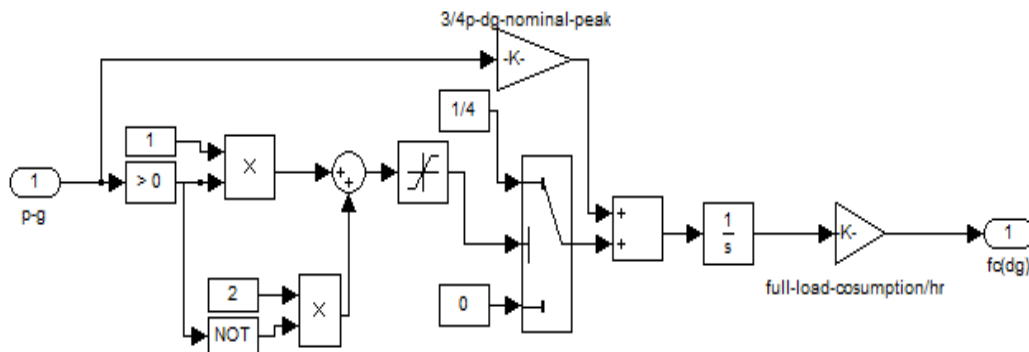 3/4p-dg-nominal-peak
-K-
1/4
1
X
+
+
1
> 0
p-g
+
+
1
s
-K-
1
fc(dg)
2
X
0
full-load-cosumption/hr
NOT